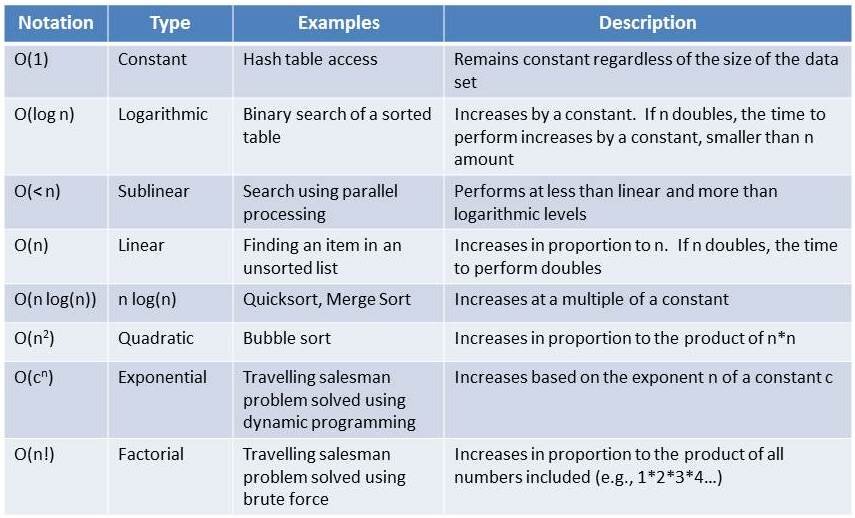 Notation Type Examples Description
O(1) Constant Hash table access Remains constant regardless of the size of the data
set
O(log n) Logarithmic Binary search of a sorted Increases by a constant. If n doubles, the time to
table perform increases by a constant, smaller than n
amount
O(< n) Sublinear Search using parallel Performs at less than linear and more than
processing logarithmic levels
O(n) Linear Finding an item in an Increases in proportion to n. If n doubles, the time
unsorted list to perform doubles
O(n log(n)) n log(n) Quicksort, Merge Sort Increases at a multiple of a constant
O(n²) Quadratic Bubble sort Increases in proportion to the product of n*n
O(cⁿ) Exponential Travelling salesman Increases based on the exponent n of a constant c
problem solved using
dynamic programming
O(n!) Factorial Travelling salesman Increases in proportion to the product of all
problem solved using numbers included (e.g., 1*2*3*4…)
brute force